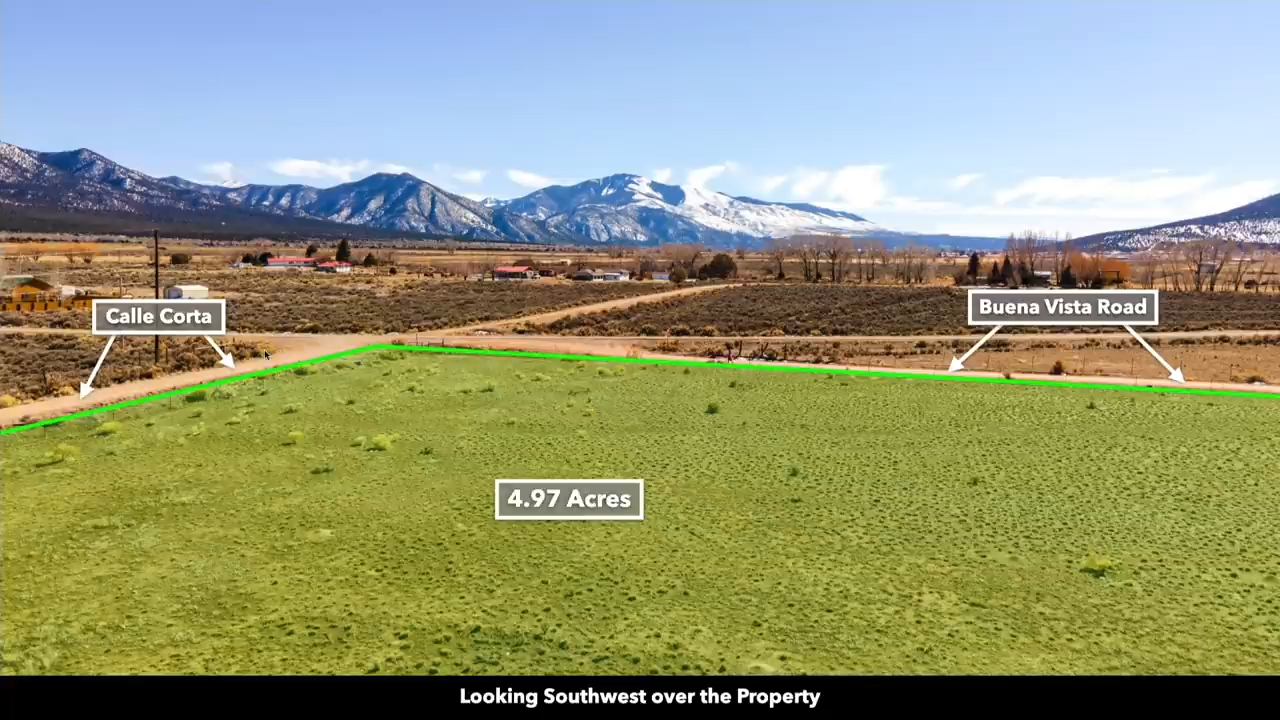 Buena Vista Road
Calle Corta
4.97 Acres
Looking Southwest over the Property